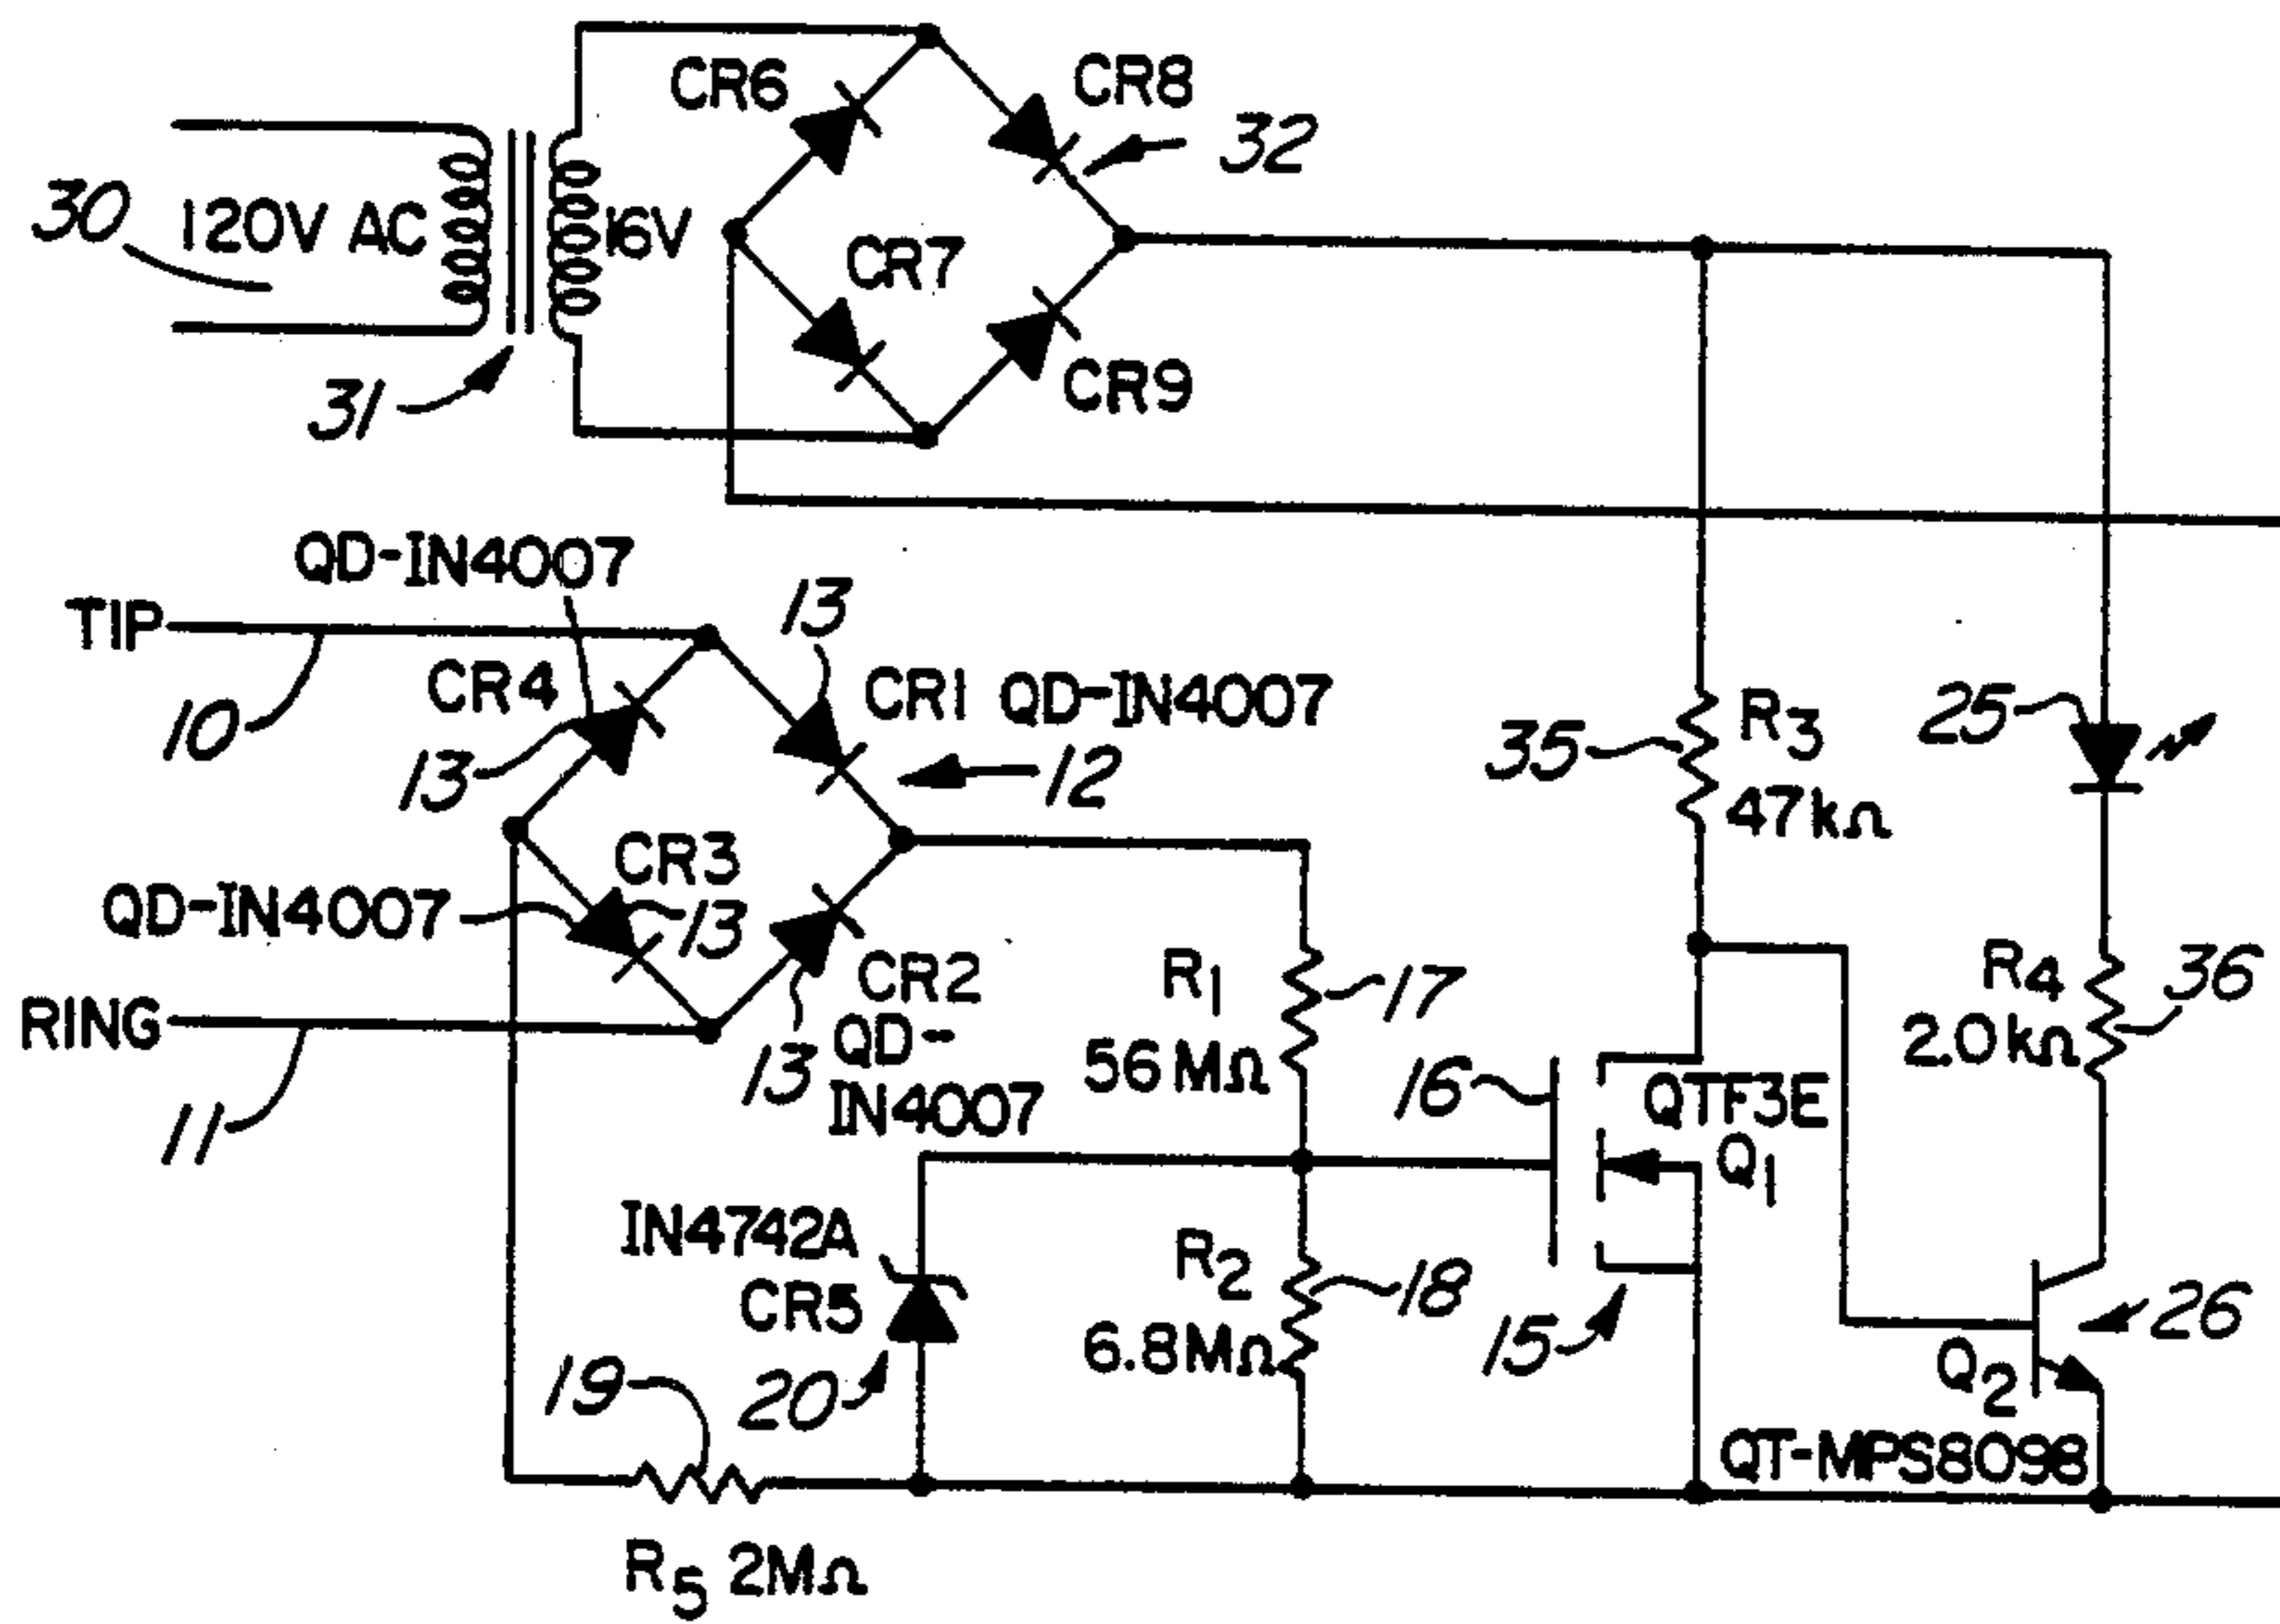 CR6
CR8
32
30
120V AC
16V
CR7
31
CR9
QD-IN4007
TIP
13
10
CR4
CR1 QD-IN4007
13
12
25
35
R3
47kΩ
CR3
QD-IN4007
13
RING
11
CR2
QD-
IN4007
13
R1
17
56MΩ
R4
36
2.0kΩ
16
QTF3E
Q1
IN4742A
CR5
R2
18
6.8MΩ
15
26
Q2
19
20
QT-MPS8098
R5 2MΩ